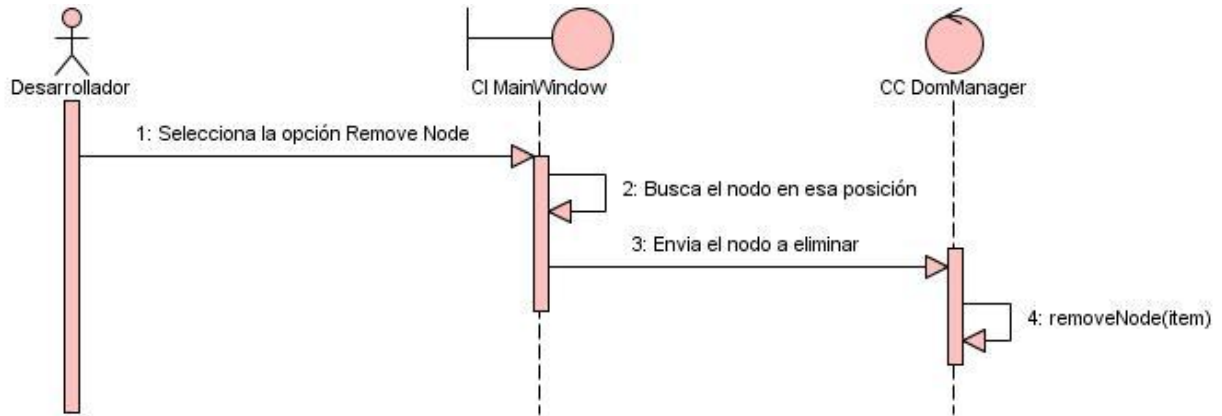 Desarrollador
CI MainWindow
CC DomManager
1: Selecciona la opción Remove Node
2: Busca el nodo en esa posición
3: Envia el nodo a eliminar
4: removeNode(item)